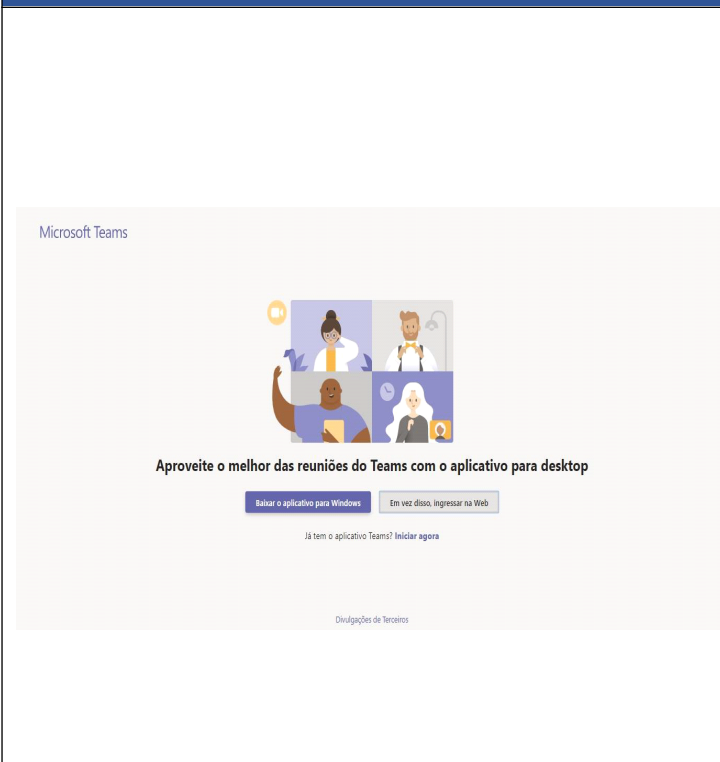 Microsoft Teams
Aproveite o melhor das reuniões do Teams com o aplicativo para desktop
Baixar o aplicativo para Windows
Em vez disso, ingressar na Web
Já tem o aplicativo Teams? Iniciar agora
Divulgações de Terceiros